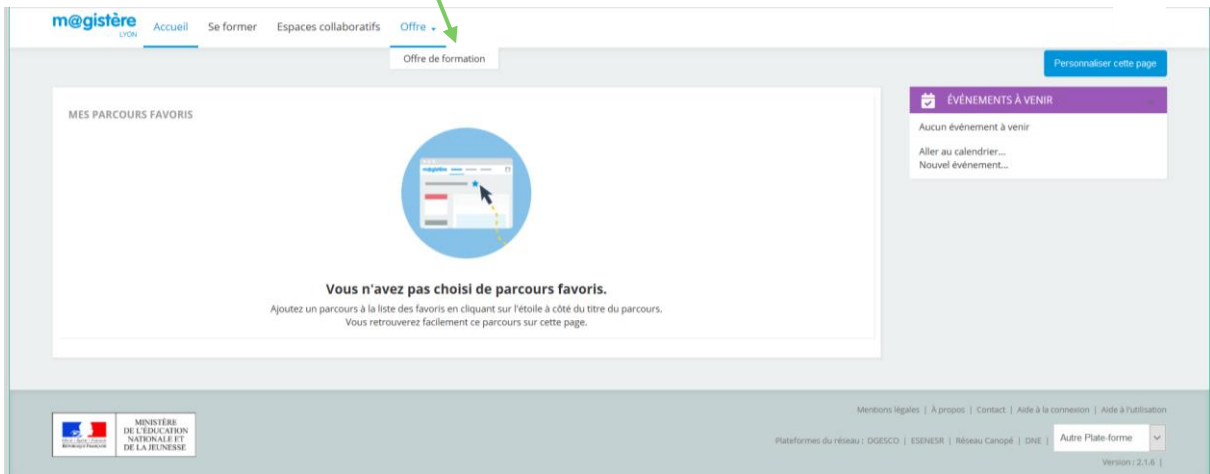 m@gistère
LYON
Accueil Se former Espaces collaboratifs Offre
Offre de formation
Personnaliser cette page
MES PARCOURS FAVORIS
m@gistère
Vous n'avez pas choisi de parcours favoris.
Ajoutez un parcours à la liste des favoris en cliquant sur l'étoile à côté du titre du parcours.
Vous retrouverez facilement ce parcours sur cette page.
ÉVÉNEMENTS À VENIR
Aucun évènement à venir
Aller au calendrier...
Nouvel évènement...
MINISTÈRE
DE L'ÉDUCATION
NATIONALE ET
DE LA JEUNESSE
Mentions légales | À propos | Contact | Aide à la connexion | Aide à l'utilisation
Plateformes du réseau : DGESCO | ESENESR | Réseau Canopé | DNE | Autre Plate-forme
Version : 2.1.6 |